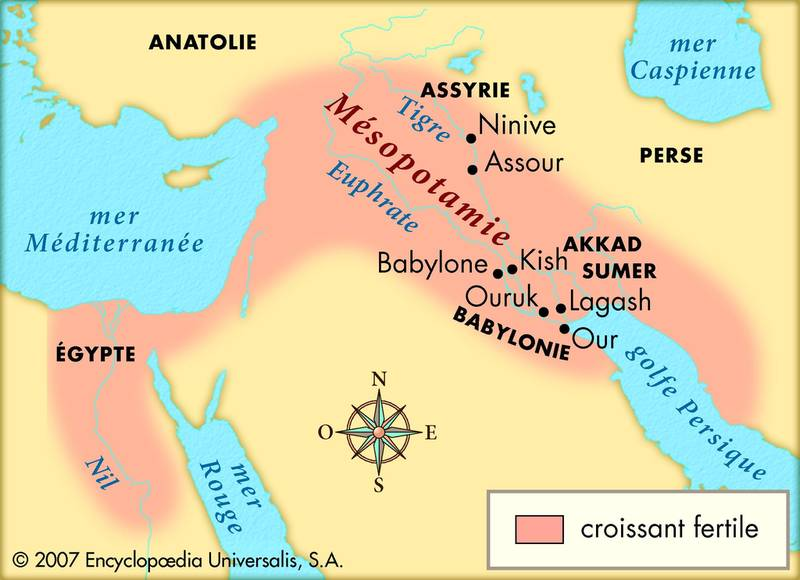 ANATOLIE
mer
Caspienne
ASSYRIE
Tigre
Ninive
Mésopotamie
Assour
PERSE
Euphrate
mer
Méditerranée
AKKAD
SUMER
Babylone
Kish
Ouruk
Lagash
BABYLONIE
Our
ÉGYPTE
golfe Persique
N
O
E
S
Nil
mer
Rouge
croissant fertile
© 2007 Encyclopœdia Universalis, S.A.